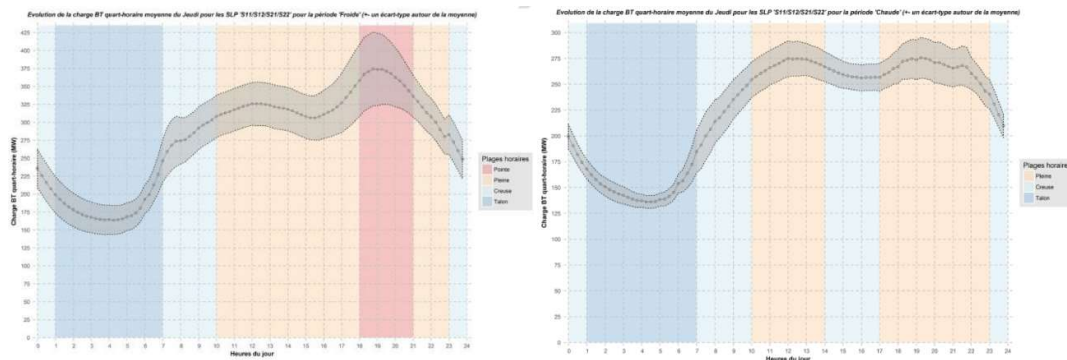 Evolution de la charge BT quart-horaire moyenne du Jeudi pour les SLP 'S11/S12/S21/S22' pour la période 'Froide' (+- un écart-type autour de la moyenne)
Charge BT quart-horaire (MW)
425
400
375
350
325
300
275
250
225
200
175
150
125
100
75
50
25
0
0 1 2 3 4 5 6 7 8 9 10 11 12 13 14 15 16 17 18 19 20 21 22 23 24
Heures du jour
Plages horaires
Pointe
Pleine
Creuse
Talon
Evolution de la charge BT quart-horaire moyenne du Jeudi pour les SLP 'S11/S12/S21/S22' pour la période 'Chaude' (+- un écart-type autour de la moyenne)
Charge BT quart-horaire (MW)
300
275
250
225
200
175
150
125
100
75
50
25
0
0 1 2 3 4 5 6 7 8 9 10 11 12 13 14 15 16 17 18 19 20 21 22 23 24
Heures du jour
Plages horaires
Pleine
Creuse
Talon